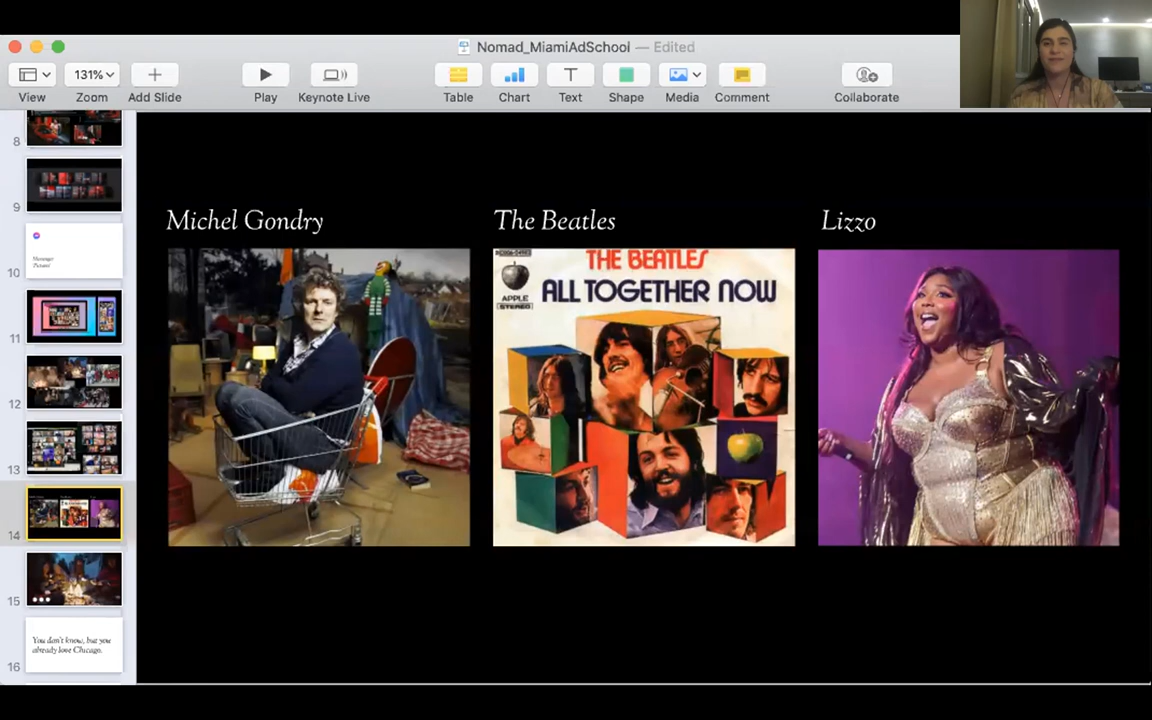 Nomad_MiamiAdSchool — Edited
131%
View
Zoom
Add Slide
Play
Keynote Live
Table
Chart
Text
Shape
Media
Comment
Collaborate
8
9
10
11
12
13
14
15
16
Messenger
You don't know, but you
already love Chicago.
Michel Gondry
The Beatles
Lizzo
THE BEATLES
ALL TOGETHER NOW
APPLE
STEREO